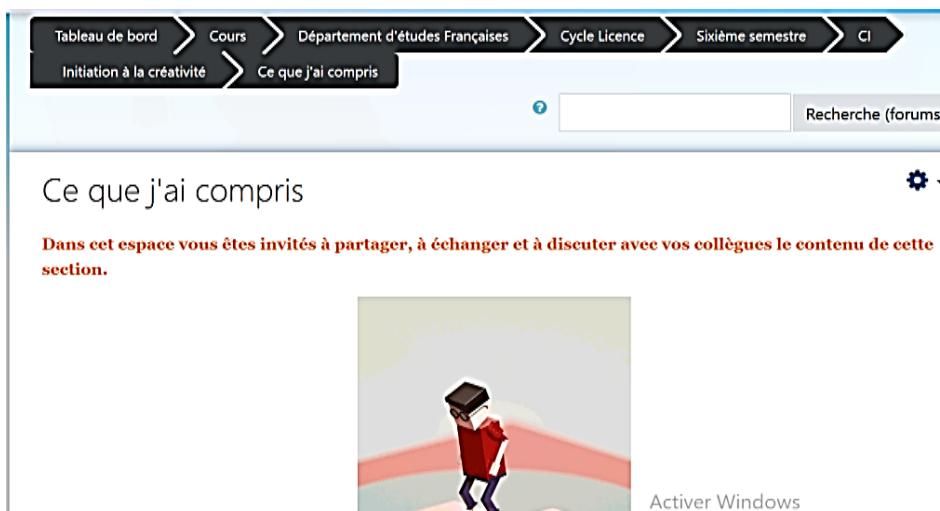 Tableau de bord Cours Département d'études Françaises Cycle Licence Sixième semestre CI
Initiation à la créativité Ce que j'ai compris
Recherche (forums
Ce que j'ai compris
Dans cet espace vous êtes invités à partager, à échanger et à discuter avec vos collègues le contenu de cette
section.
Activer Windows